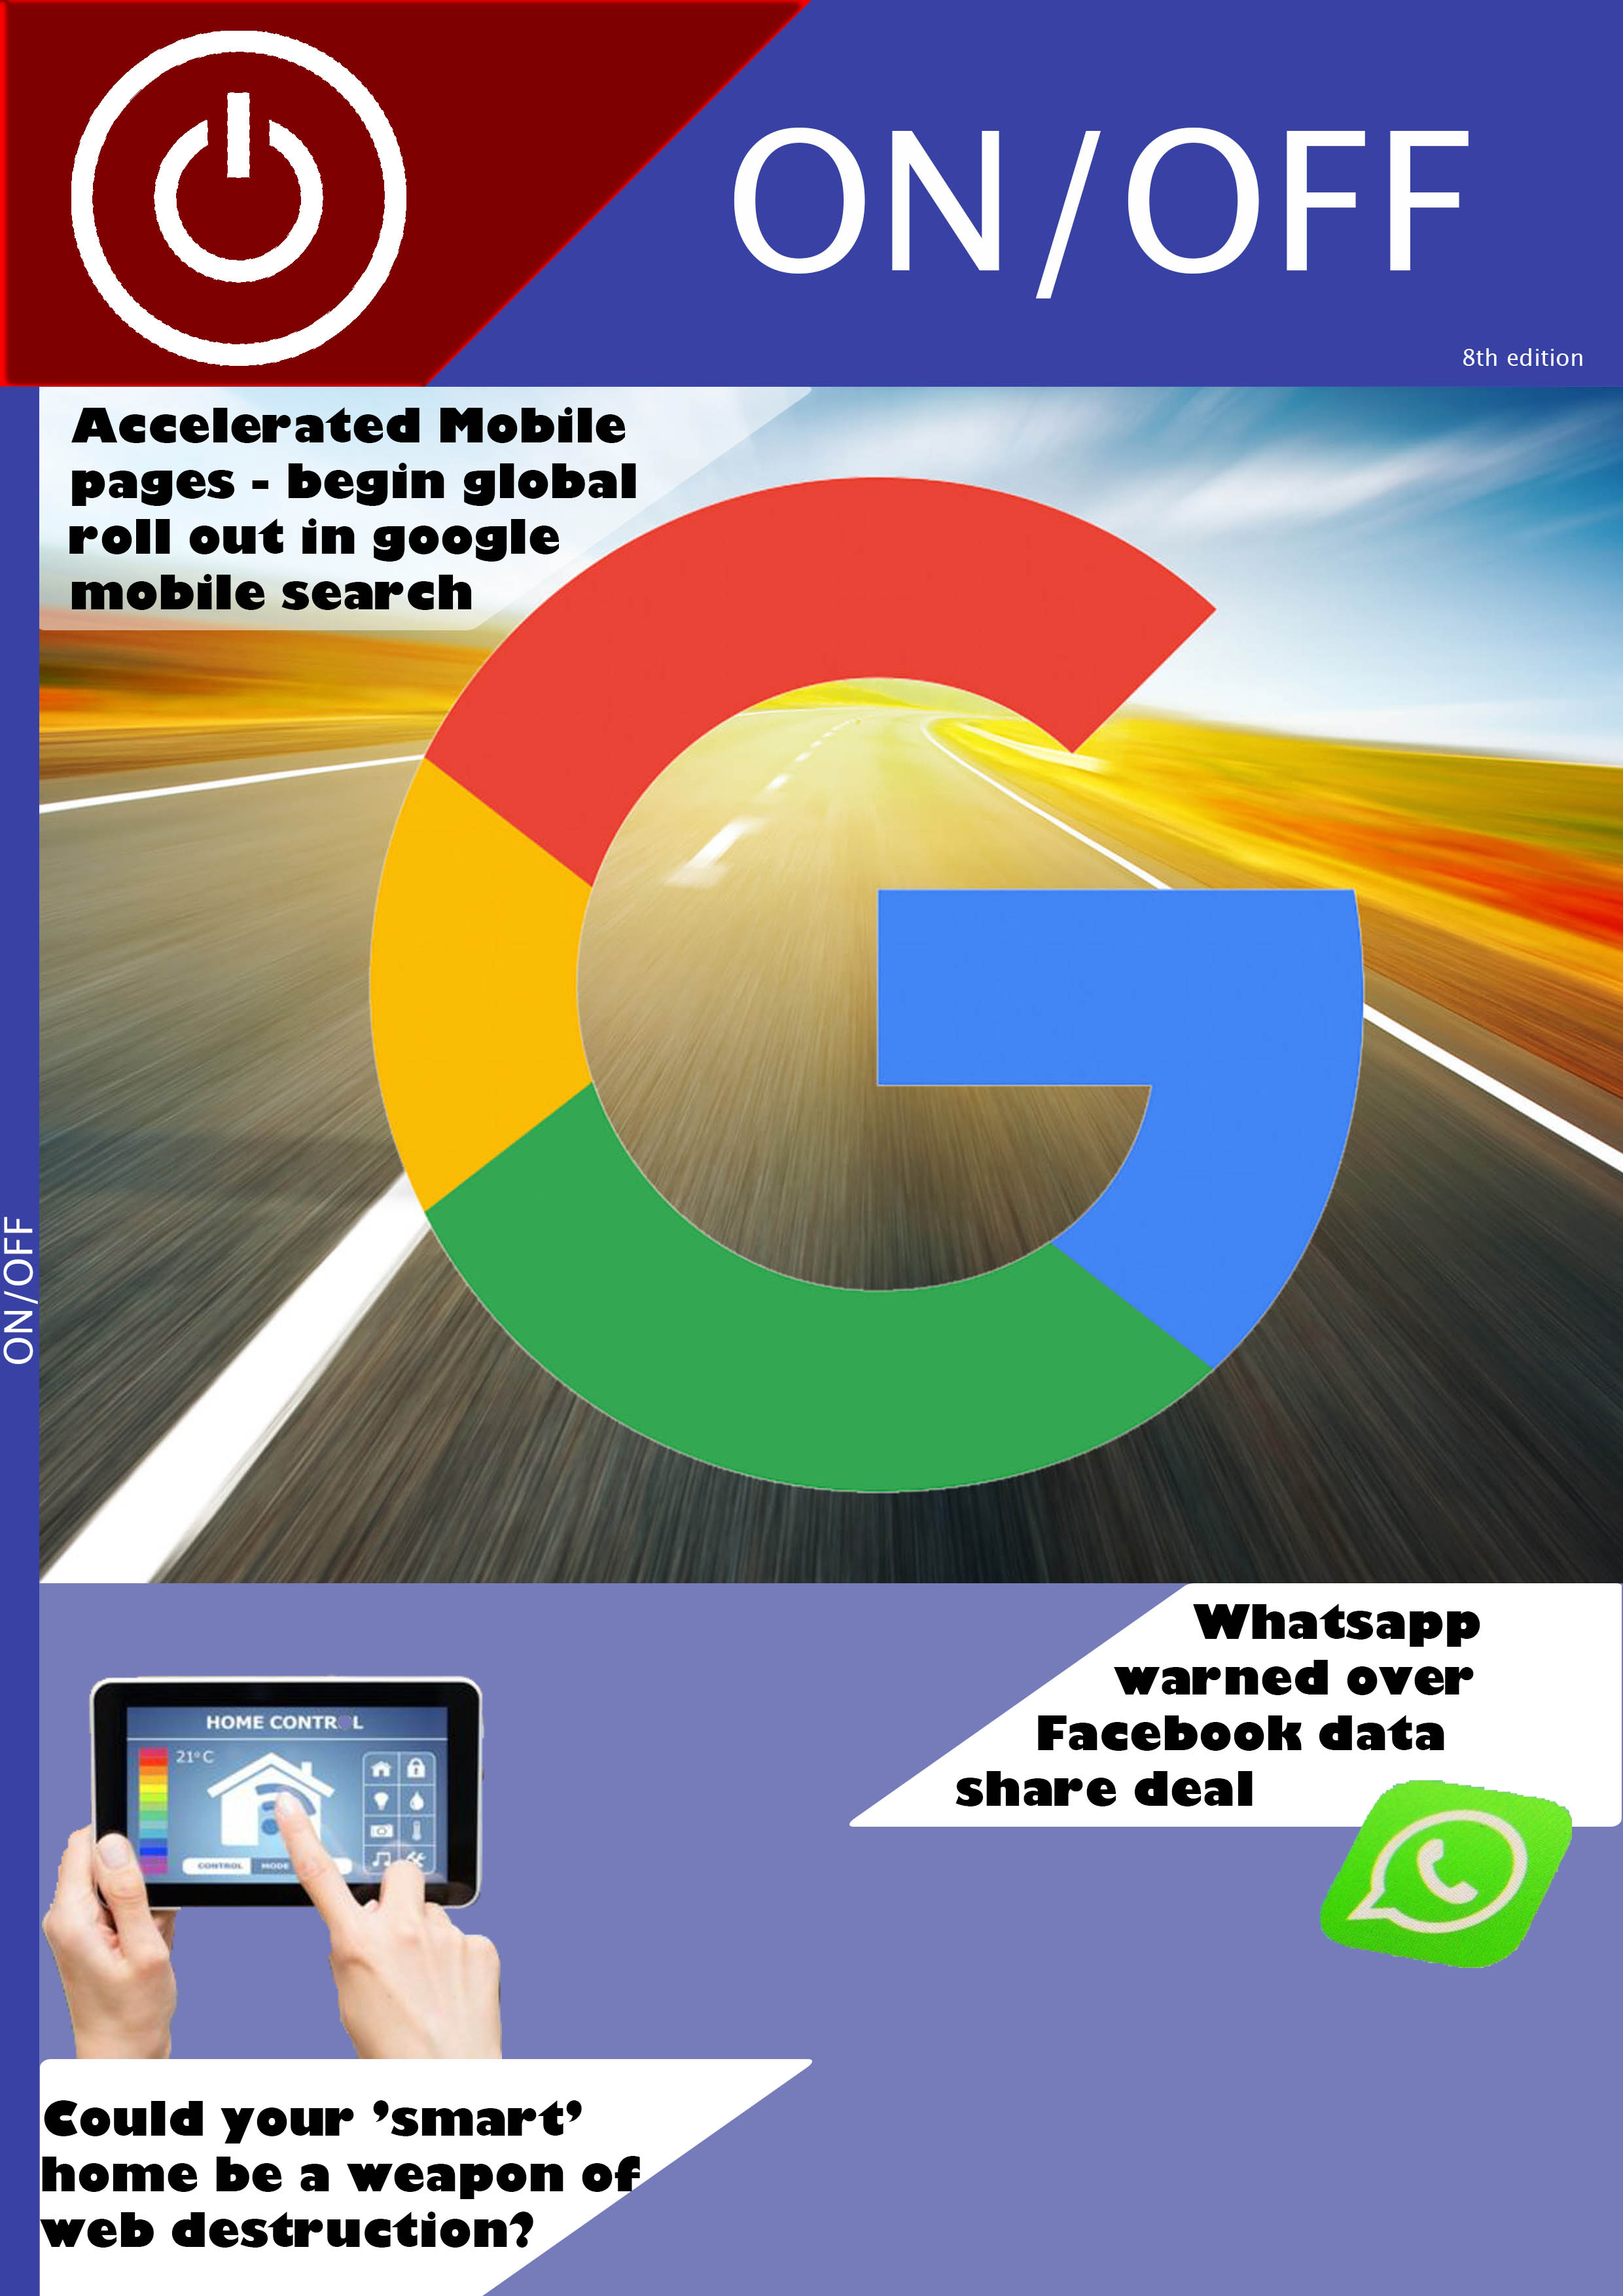 ON/OFF
8th edition
Accelerated Mobile
pages - begin global
roll out in google
mobile search
ON/OFF
Whatsapp
warned over
Facebook data
share deal
HOME CONTR L
21°C
CONTROL MODE
Could your 'smart'
home be a weapon of
web destruction?